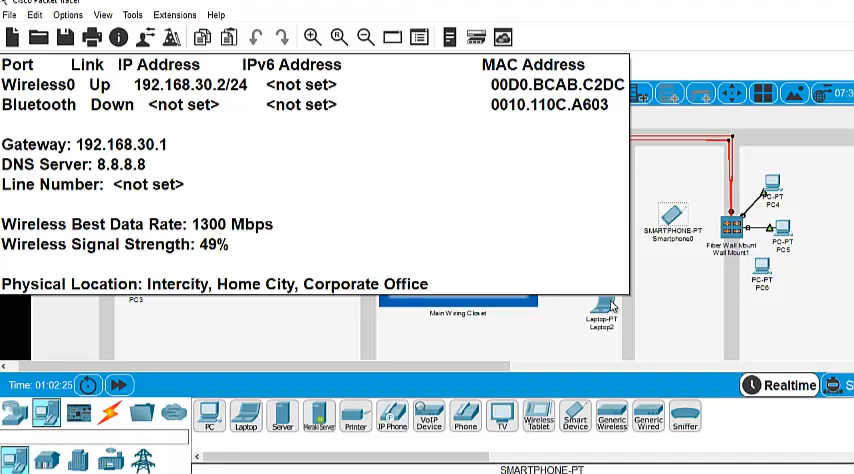 Cisco Packet Tracer
File Edit Options View Tools Extensions Help
Port Link IP Address IPv6 Address MAC Address
Wireless0 Up 192.168.30.2/24 <not set> 00D0.BCAB.C2DC
Bluetooth Down <not set> <not set> 0010.110C.A603
07:3
Gateway: 192.168.30.1
DNS Server: 8.8.8.8
Line Number: <not set>
Wireless Best Data Rate: 1300 Mbps
Wireless Signal Strength: 49%
Physical Location: Intercity, Home City, Corporate Office
PC-PT
PC4
SMARTPHONE-PT
Smartphone0
Fiber Wall Mount
Wall Mount1
PC-PT
PC5
PC-PT
PC6
PC3
Main Wiring Closet
Laptop-PT
Laptop2
Time: 01:02:25
Realtime
S
PC Laptop Server Meraki Server Printer IP Phone VoIP Device Phone TV Wireless Tablet Smart Device Generic Wireless Generic Wired Sniffer
SMARTPHONE-PT